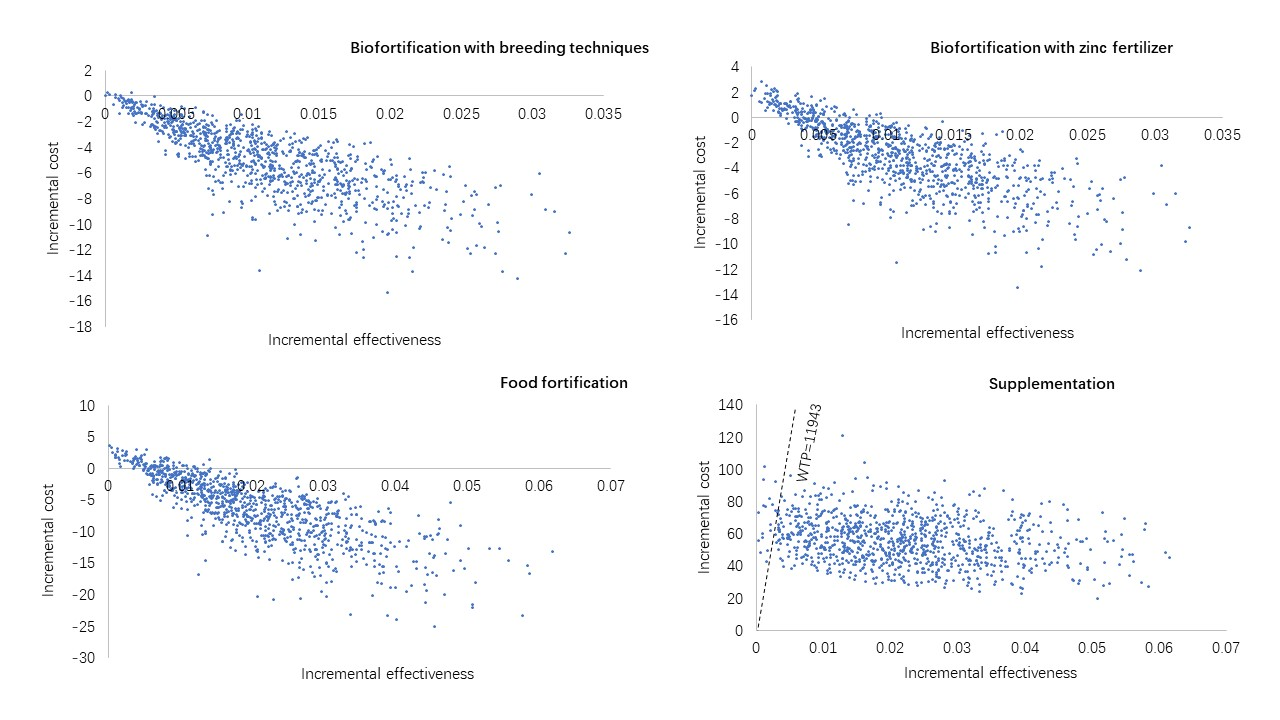 Biofortification with breeding techniques
2
0
0 0.005 0.01 0.015 0.02 0.025 0.03 0.035
-2
-4
-6
-8
-10
-12
-14
-16
-18
Incremental cost
Incremental effectiveness
Biofortification with zinc fertilizer
4
2
0
0 0.005 0.01 0.015 0.02 0.025 0.03 0.035
-2
-4
-6
-8
-10
-12
-14
-16
Incremental cost
Incremental effectiveness
Food fortification
10
5
0
0 0.01 0.02 0.03 0.04 0.05 0.06 0.07
-5
-10
-15
-20
-25
-30
Incremental cost
Incremental effectiveness
Supplementation
140
120
100
80
60
40
20
0
WTP=11943
Incremental cost
0 0.01 0.02 0.03 0.04 0.05 0.06 0.07
Incremental effectiveness